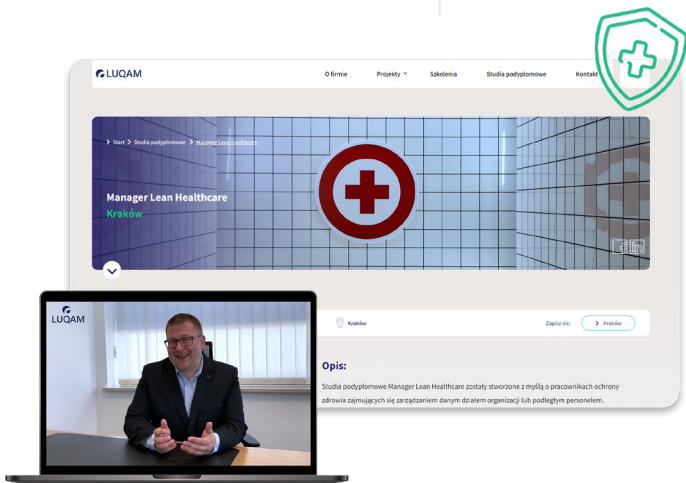 LUQAM
O firmie
Projekty
Szkolenia
Studia podyplomowe
Kontakt
Start
Studia podyplomowe
Manager Lean Healthcare
Manager Lean Healthcare
Kraków
Kraków
Zapisz się:
Kraków
Opis:
Studia podyplomowe Manager Lean Healthcare zostały stworzone z myślą o pracownikach ochrony
zdrowia zajmujących się zarządzaniem danym działem organizacji lub podległym personelem.
LUQAM